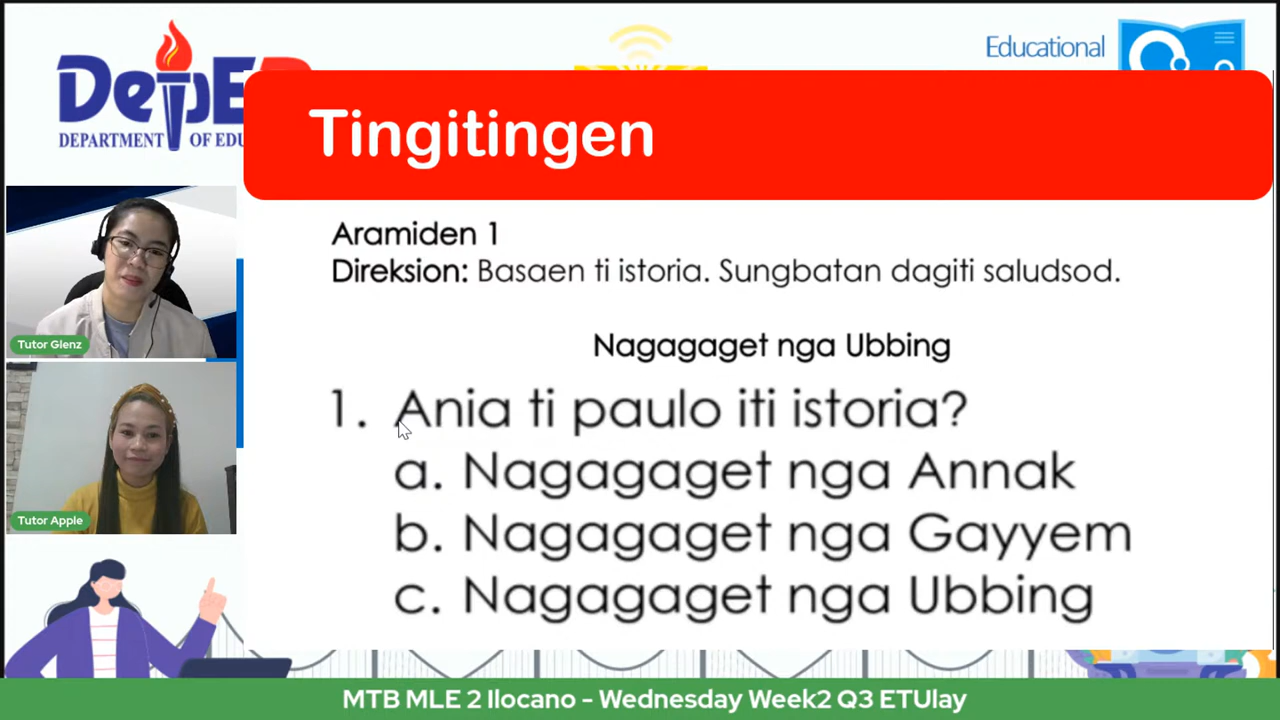 DepE
DEPARTMENT OF EDU
Educational
Tingitingen
Aramiden 1
Direksion: Basaen ti istoria. Sungbatan dagiti saludsod.
Nagagaget nga Ubbing
1. Ania ti paulo iti istoria?
a. Nagagaget nga Annak
b. Nagagaget nga Gayyem
c. Nagagaget nga Ubbing
Tutor Glenz
Tutor Apple
MTB MLE 2 Ilocano - Wednesday Week2 Q3 ETUlay